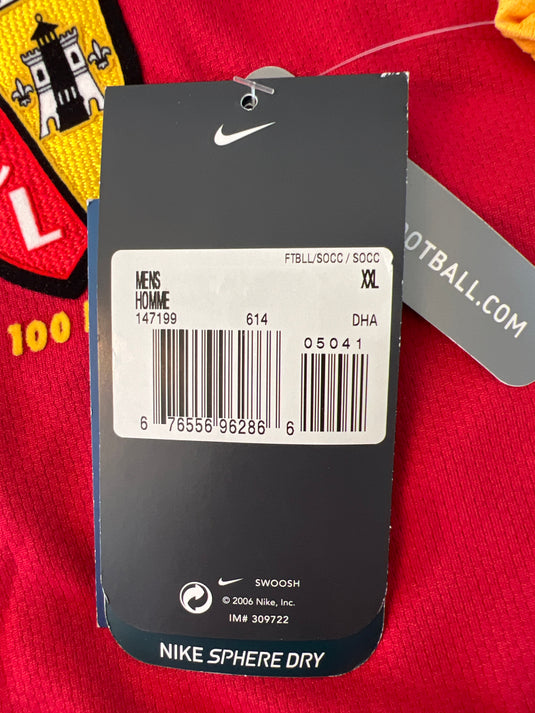 L
100
OTBALL.COM
FTBLL/SOCC / SOCC
MENS XXL
HOMME
147199 614 DHA
05041
6 76556 96286 6
SWOOSH
© 2006 Nike, Inc.
IM# 309722
NIKE SPHERE DRY